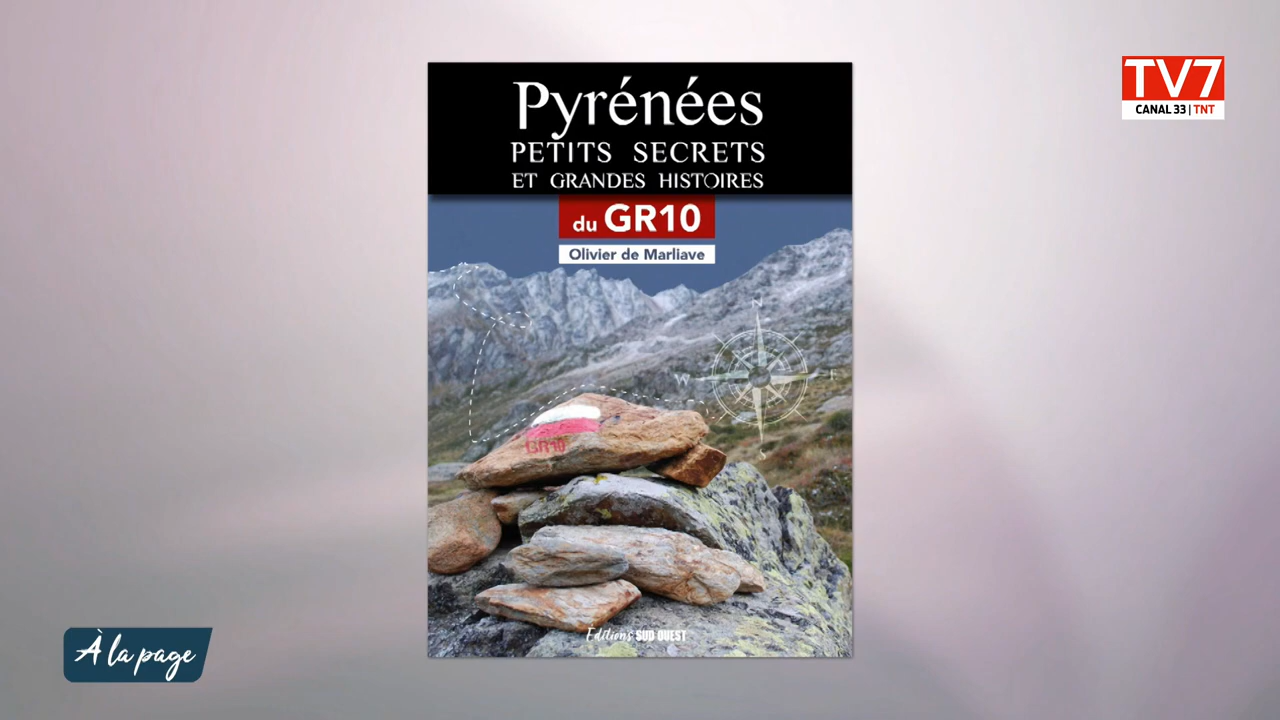 Pyrénées
PETITS SECRETS
ET GRANDES HISTOIRES
du GR10
Olivier de Marliave
TV7
CANAL 33 | TNT
N
W
E
GR10
Editions SUD OUEST
À la page